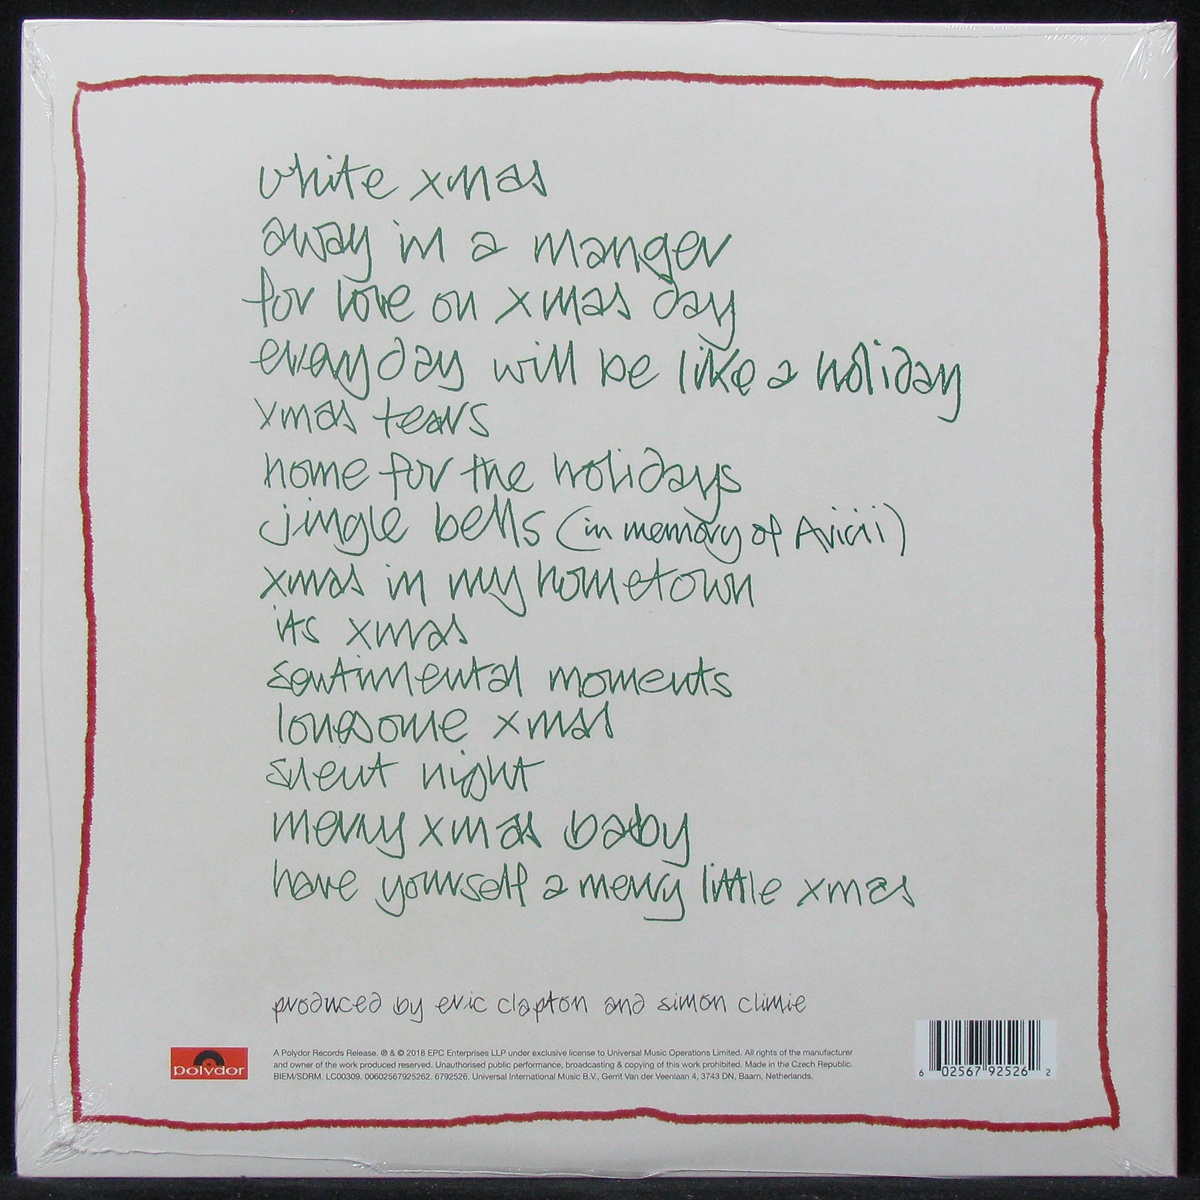 white xmas
away in a manger
for love on xmas day
everyday will be like a holiday
xmas tears
home for the holidays
jingle bells (in memory of Avicii)
xmas in my hometown
its xmas
sentimental moments
lonesome xmas
silent night
merry xmas baby
have yourself a merry little xmas
produced by eric clapton and simon climie
polydor
A Polydor Records Release. ℗ & © 2018 EPC Enterprises LLP under exclusive license to Universal Music Operations Limited. All rights of the manufacturer
and owner of the work produced reserved. Unauthorised public performance, broadcasting & copying of this work prohibited. Made in the Czech Republic.
BIEM/SDRM. LC00309. 00602567925262. 6792526. Universal International Music B.V., Gerrit Van der Veenlaan 4, 3743 DN, Baarn, Netherlands.
6 02567 92526 2